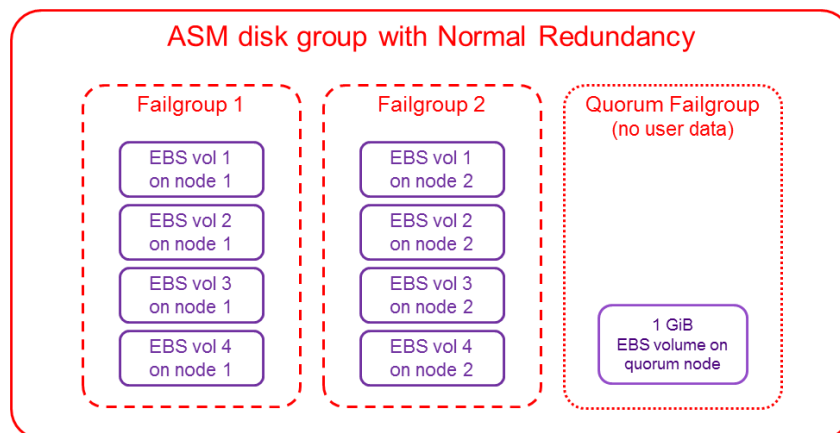 ASM disk group with Normal Redundancy
Failgroup 1
EBS vol 1
on node 1
EBS vol 2
on node 1
EBS vol 3
on node 1
EBS vol 4
on node 1
Failgroup 2
EBS vol 1
on node 2
EBS vol 2
on node 2
EBS vol 3
on node 2
EBS vol 4
on node 2
Quorum Failgroup
(no user data)
1 GiB
EBS volume on
quorum node